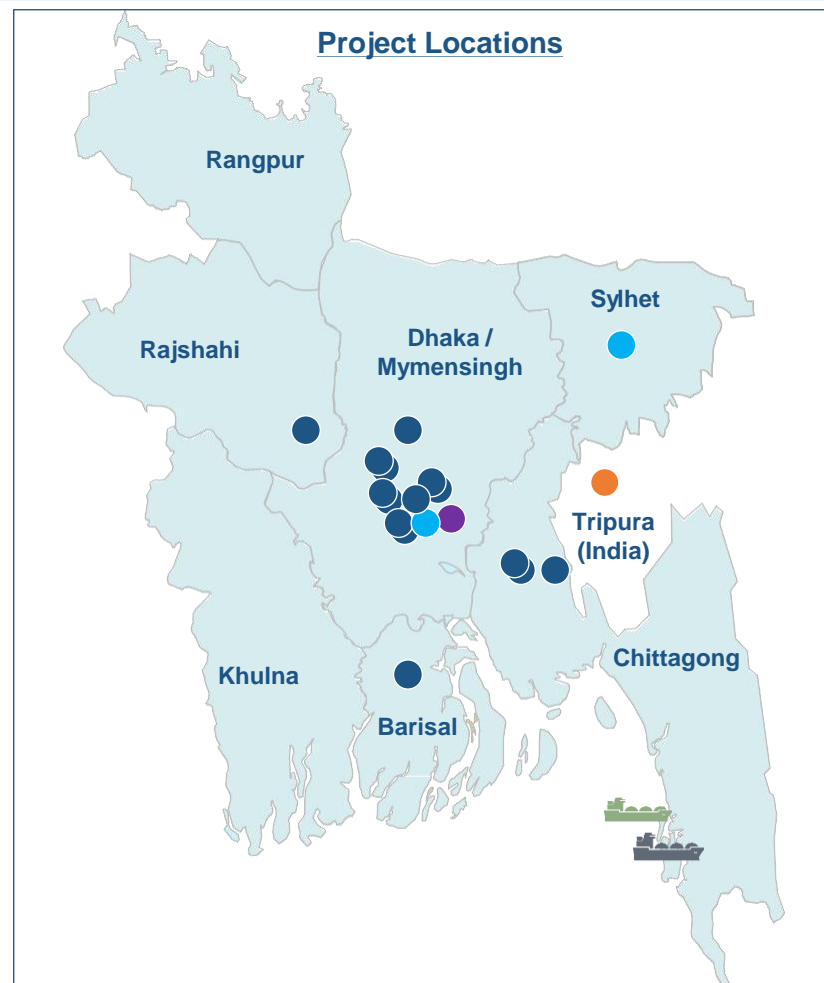 Project Locations
Rangpur
Sylhet
Rajshahi
Dhaka /
Mymensingh
Tripura
(India)
Chittagong
Khulna
Barisal